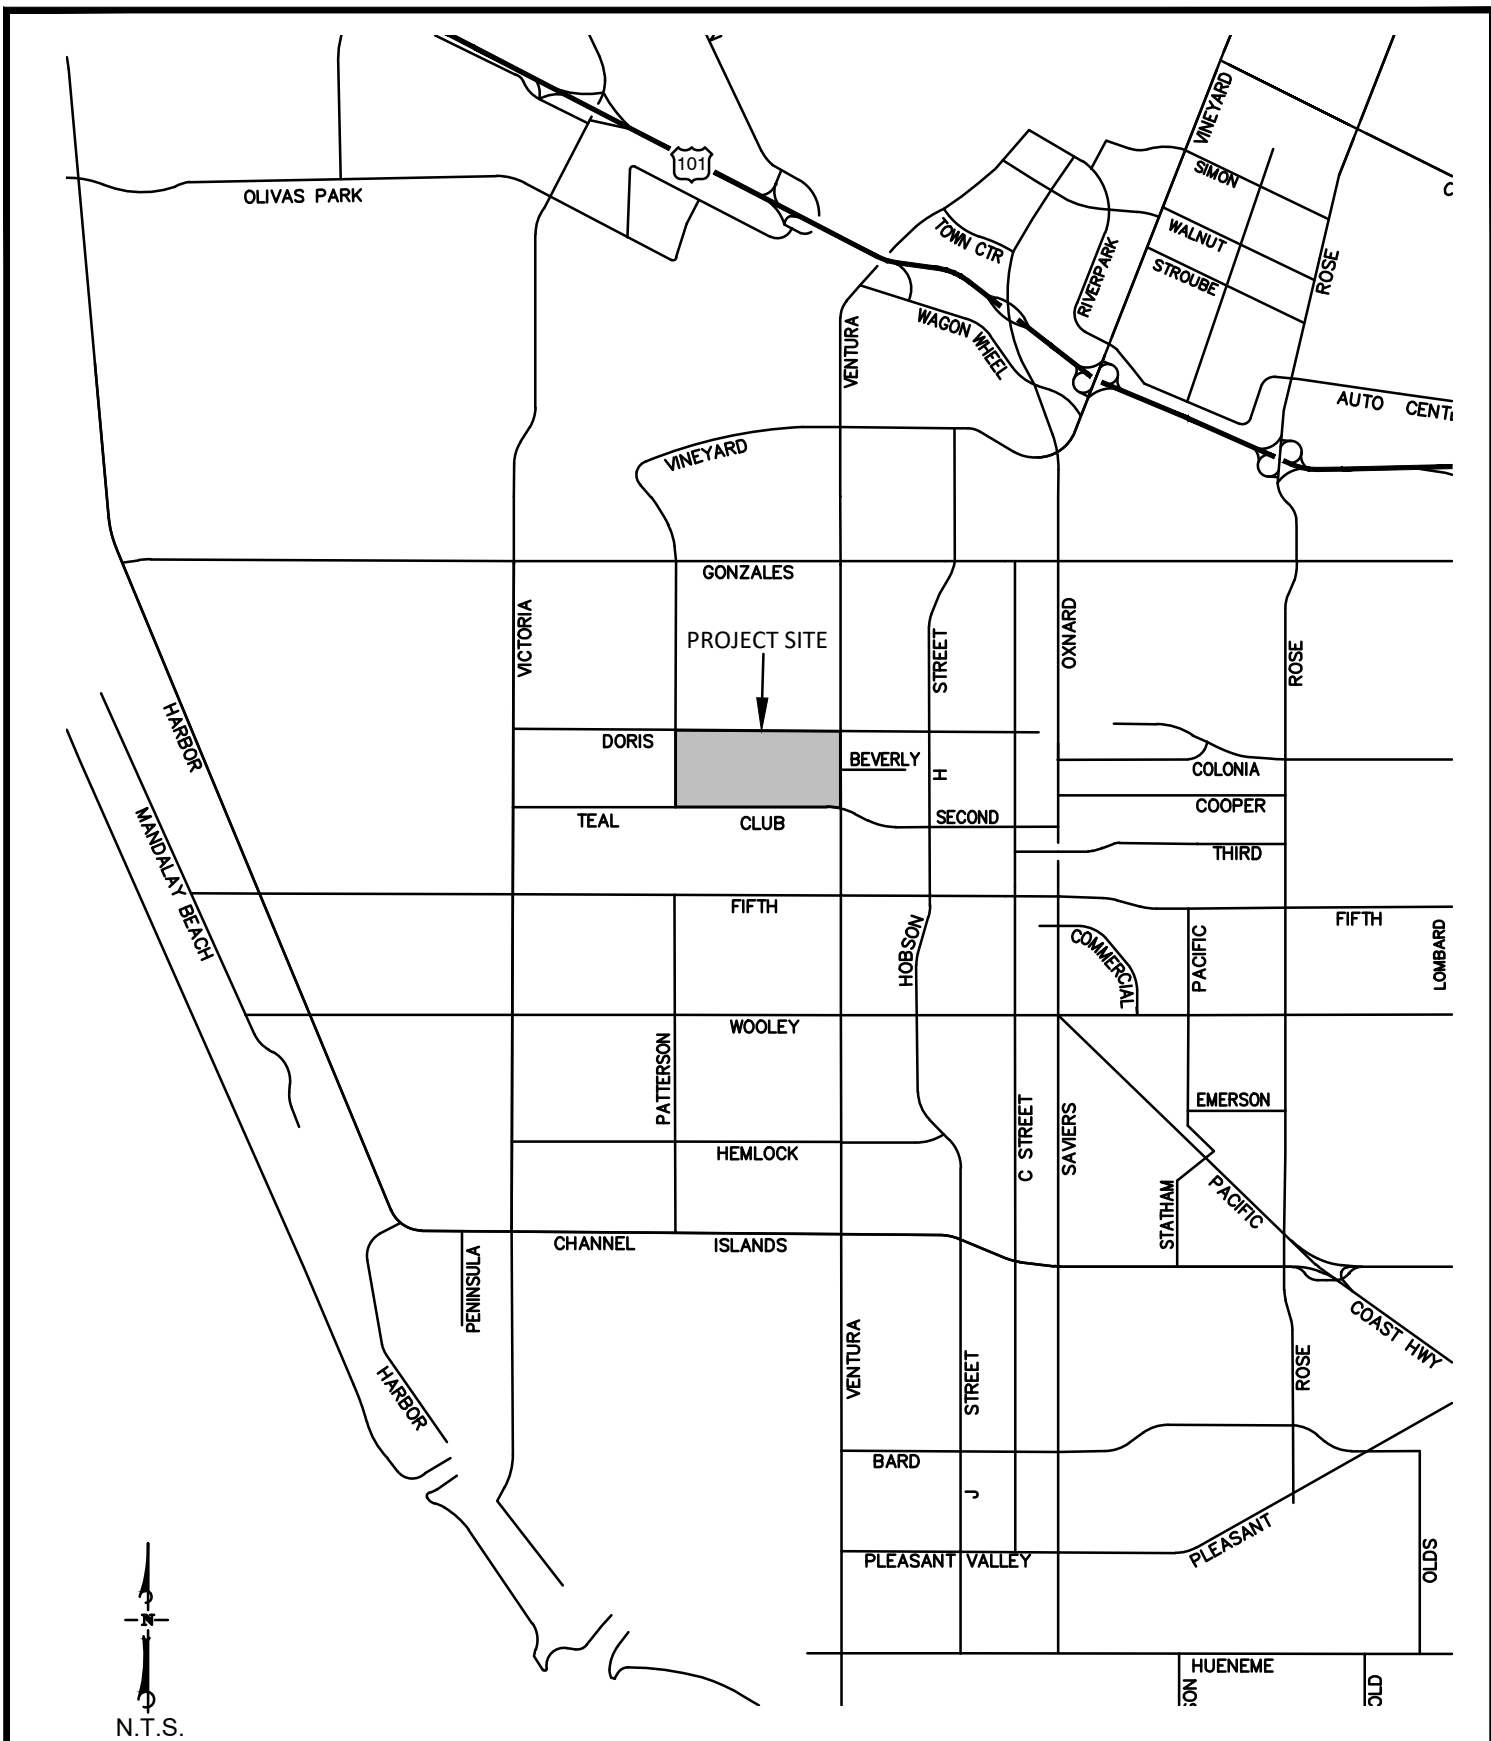 VINEYARD
101
SIMON
OLIVAS PARK
C
TOWN CTR
WALNUT
RIVERPARK
STROUBE
ROSE
VENTURA
WAGON WHEEL
AUTO CENT
VINEYARD
GONZALES
VICTORIA
PROJECT SITE
STREET
OXNARD
ROSE
HARBOR
DORIS
BEVERLY
H
COLONIA
TEAL
CLUB
SECOND
COOPER
MANDALAY BEACH
THIRD
FIFTH
HOBSON
COMMERCIAL
PACIFIC
FIFTH
LOMBARD
WOOLEY
PATTERSON
C STREET
SAVIERS
EMERSON
HEMLOCK
STATHAM
PACIFIC
CHANNEL
ISLANDS
PENINSULA
COAST HWY
VENTURA
STREET
ROSE
HARBOR
BARD
J
PLEASANT VALLEY
PLEASANT
OLDS
N
HUENEME
SON
OLD
N.T.S.